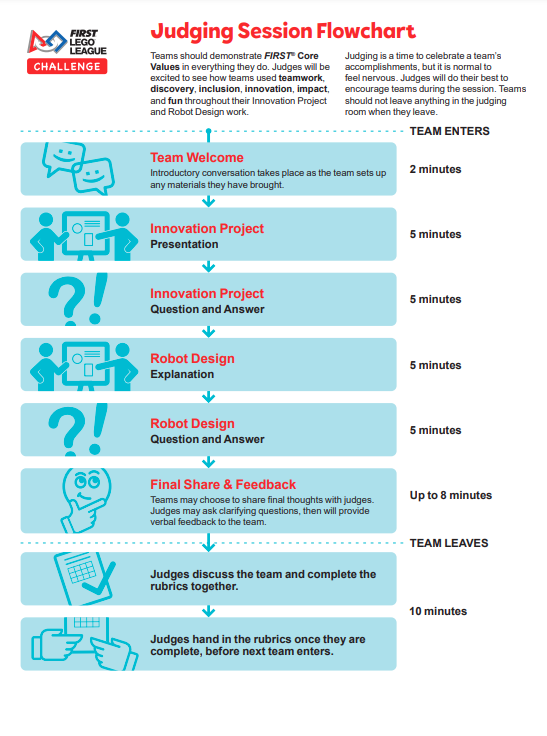 Judging Session Flowchart
FIRST
LEGO
LEAGUE
CHALLENGE
Teams should demonstrate FIRST® Core
Values in everything they do. Judges will be
excited to see how teams used teamwork,
discovery, inclusion, innovation, impact,
and fun throughout their Innovation Project
and Robot Design work.
Judging is a time to celebrate a team's
accomplishments, but it is normal to
feel nervous. Judges will do their best to
encourage teams during the session. Teams
should not leave anything in the judging
room when they leave.
TEAM ENTERS
Team Welcome
Introductory conversation takes place as the team sets up
any materials they have brought.
2 minutes
Innovation Project
Presentation
5 minutes
Innovation Project
Question and Answer
5 minutes
Robot Design
Explanation
5 minutes
Robot Design
Question and Answer
5 minutes
Final Share & Feedback
Teams may choose to share final thoughts with judges.
Judges may ask clarifying questions, then will provide
verbal feedback to the team.
Up to 8 minutes
TEAM LEAVES
Judges discuss the team and complete the
rubrics together.
10 minutes
Judges hand in the rubrics once they are
complete, before next team enters.